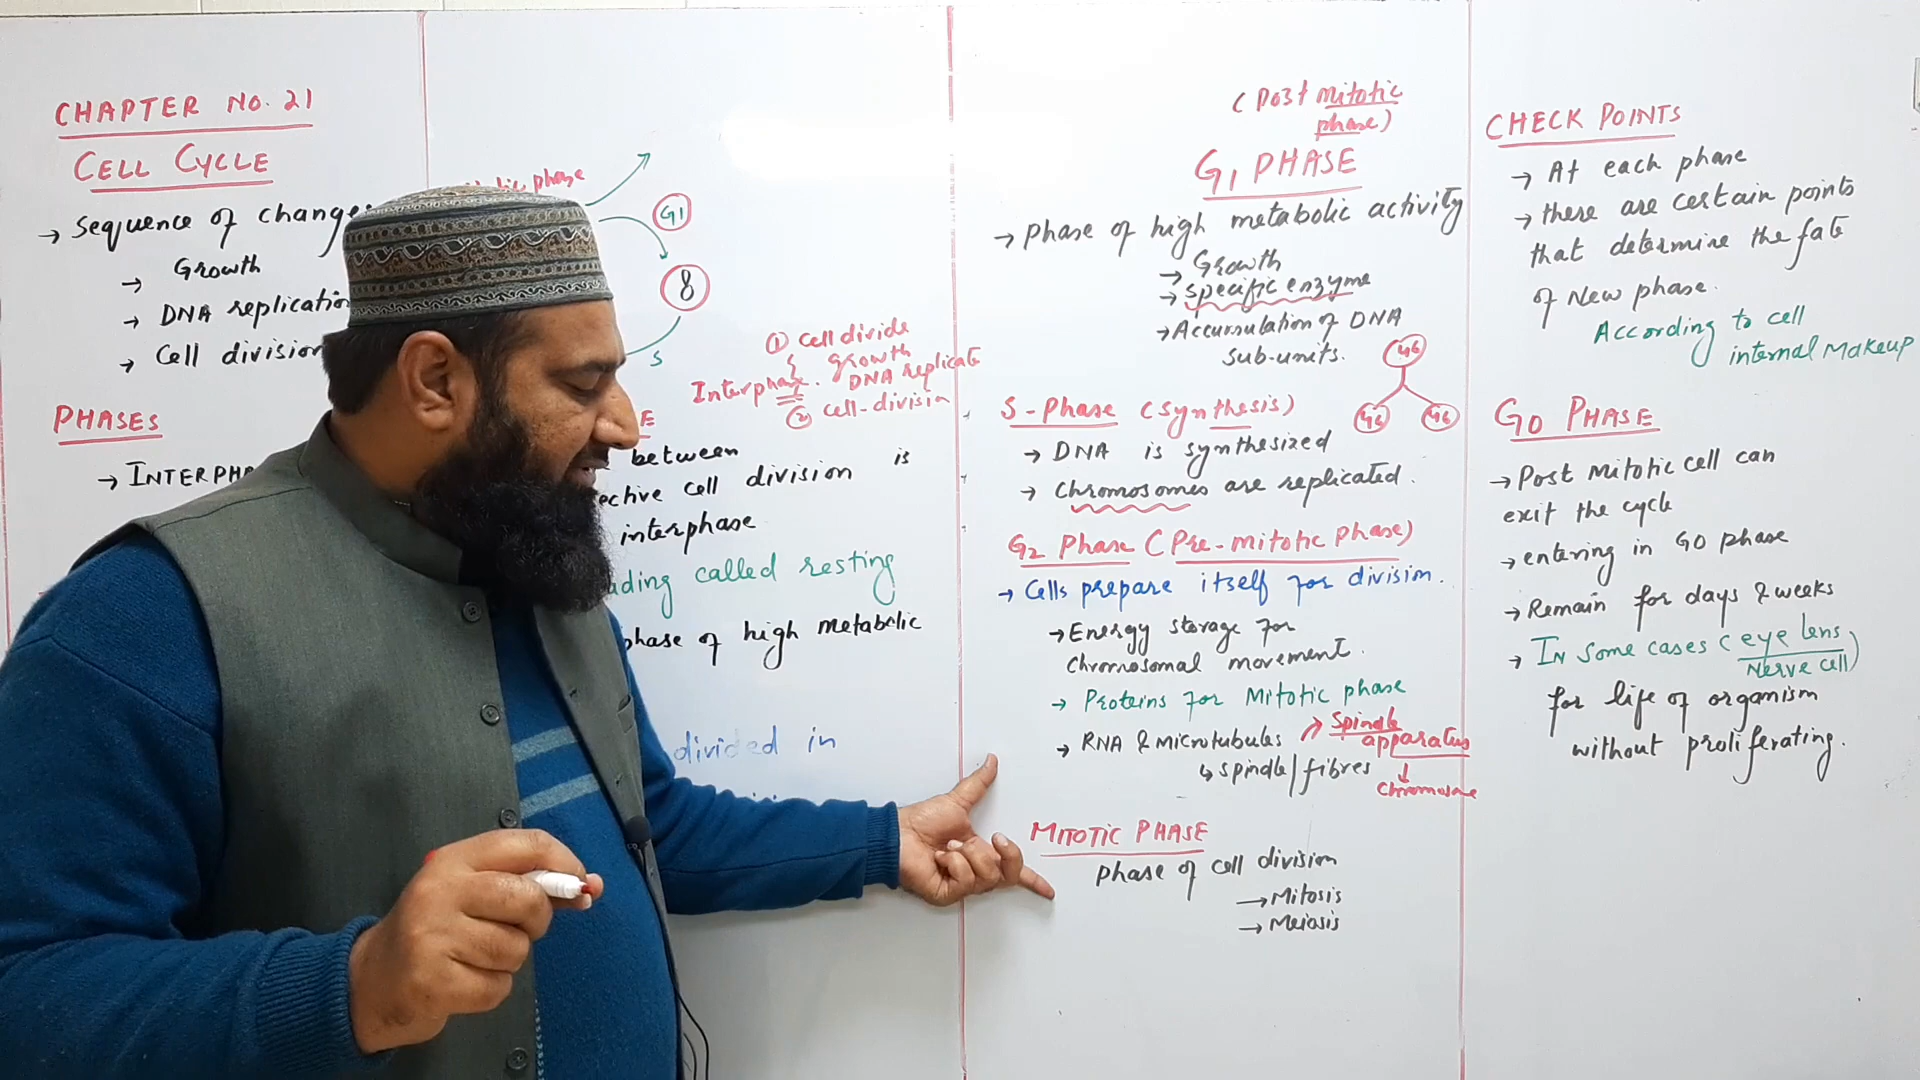 CHAPTER NO. 21
CELL CYCLE
→ Sequence of change
→ Growth
→ DNA replication
→ Cell division
PHASES
→ INTERPHA
phase
G1
8
S
① Cell divide
growth
Interphase. DNA replicate
② cell-division
E
between
ective cell division is
interphase
ading called resting
phase of high metabolic
divided in
(Post mitotic
phase)
G1 PHASE
→ Phase of high metabolic activity
→ Growth
→ specific enzyme
→ Accumulation of DNA
sub-units.
46
46 46
S-Phase (synthesis)
→ DNA is synthesized
→ chromosomes are replicated.
G2 Phase (Pre-mitotic phase)
→ Cells prepare itself for division.
→ Energy storage for
chromosomal movement.
→ Proteins for Mitotic phase
→ RNA & microtubules ↗ Spindle
apparatus
↳ spindle/fibres ↓
chromosome
MITOTIC PHASE
phase of cell division
→ Mitosis
→ Meiosis
CHECK POINTS
→ At each phase
→ there are certain points
that determine the fate
of New phase.
According to cell
internal Makeup
G0 PHASE
→ Post Mitotic cell can
exit the cycle
→ entering in G0 phase
→ Remain for days & weeks
→ In some cases (eye lens
Nerve cell)
for life of organism
without proliferating.